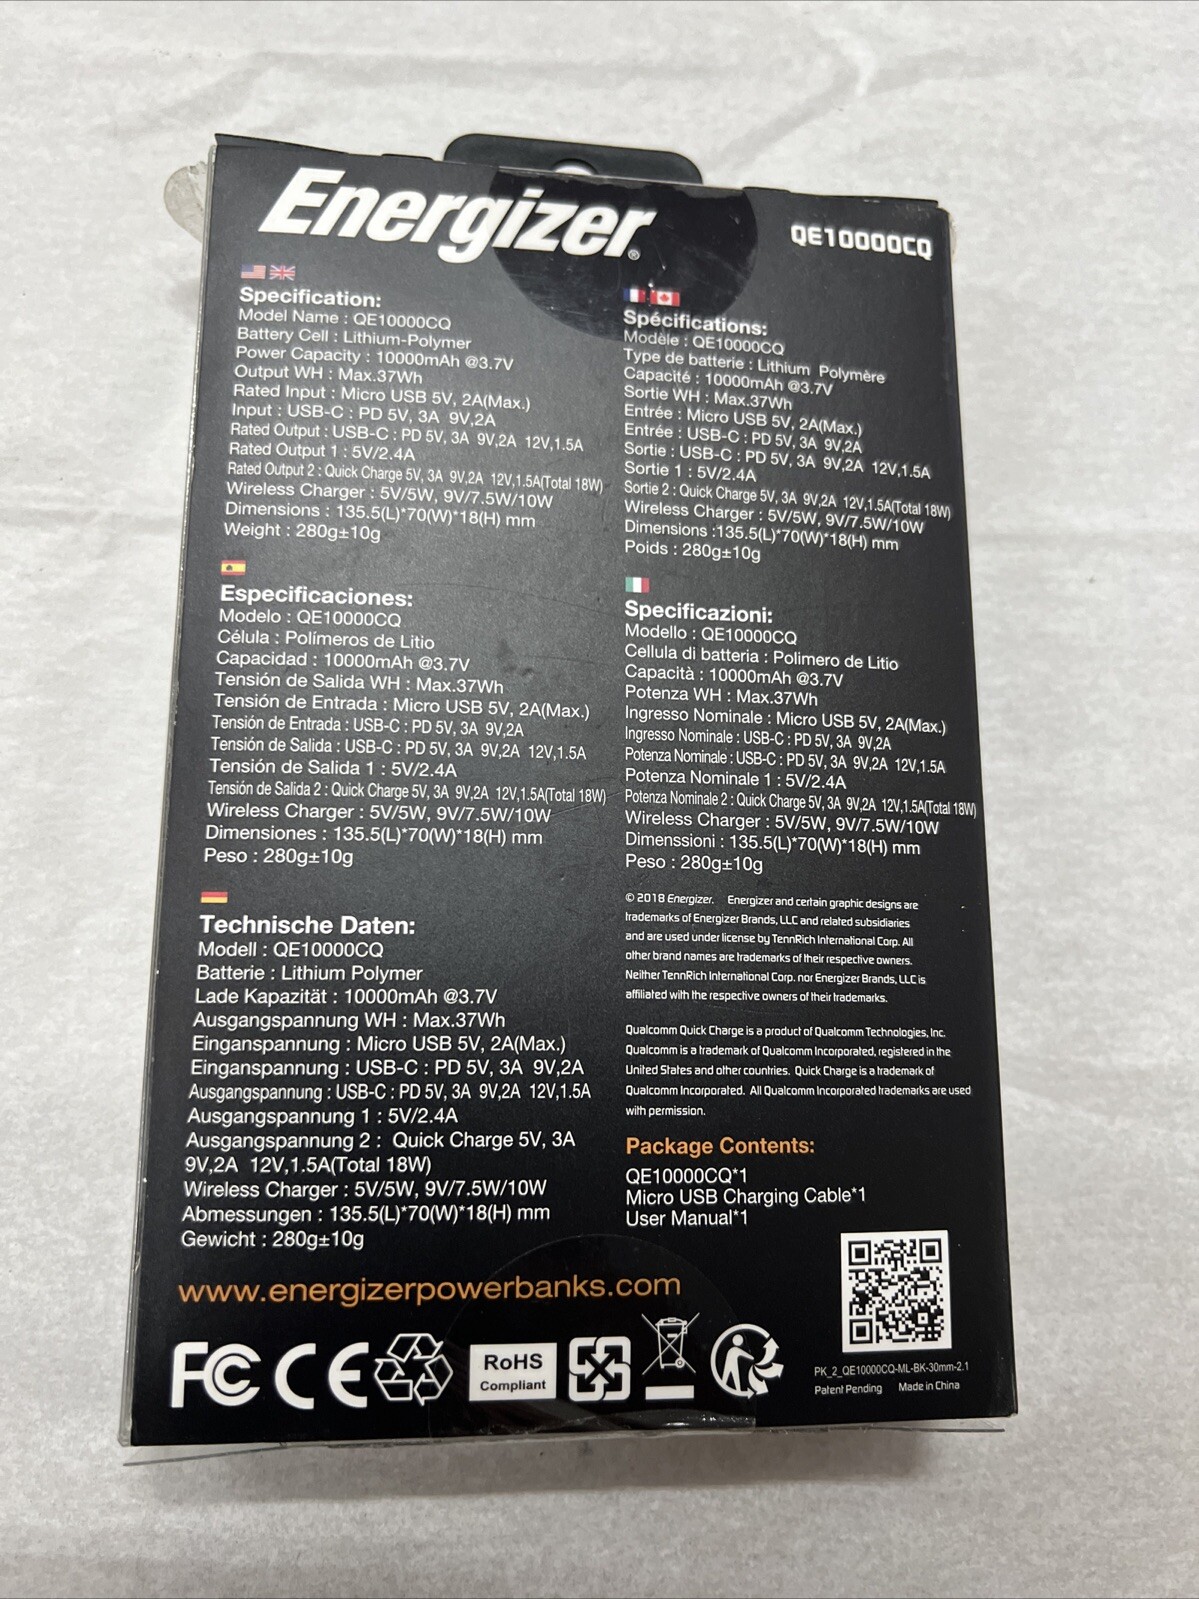 Energizer®
QE10000CQ
Specification:
Model Name : QE10000CQ
Battery Cell : Lithium-Polymer
Power Capacity : 10000mAh @3.7V
Output WH : Max.37Wh
Rated Input : Micro USB 5V, 2A(Max.)
Input : USB-C : PD 5V, 3A 9V,2A
Rated Output : USB-C : PD 5V, 3A 9V,2A 12V,1.5A
Rated Output 1 : 5V/2.4A
Rated Output 2 : Quick Charge 5V, 3A 9V,2A 12V,1.5A(Total 18W)
Wireless Charger : 5V/5W, 9V/7.5W/10W
Dimensions : 135.5(L)*70(W)*18(H) mm
Weight : 280g±10g
Spécifications:
Modèle : QE10000CQ
Type de batterie : Lithium Polymère
Capacité : 10000mAh @3.7V
Sortie WH : Max.37Wh
Entrée : Micro USB 5V, 2A(Max.)
Entrée : USB-C : PD 5V, 3A 9V,2A
Sortie : USB-C : PD 5V, 3A 9V,2A 12V,1.5A
Sortie 1 : 5V/2.4A
Sortie 2 : Quick Charge 5V, 3A 9V,2A 12V,1.5A(Total 18W)
Wireless Charger : 5V/5W, 9V/7.5W/10W
Dimensions :135.5(L)*70(W)*18(H) mm
Poids : 280g±10g
Especificaciones:
Modelo : QE10000CQ
Célula : Polímeros de Litio
Capacidad : 10000mAh @3.7V
Tensión de Salida WH : Max.37Wh
Tensión de Entrada : Micro USB 5V, 2A(Max.)
Tensión de Entrada : USB-C : PD 5V, 3A 9V,2A
Tensión de Salida : USB-C : PD 5V, 3A 9V,2A 12V,1.5A
Tensión de Salida 1 : 5V/2.4A
Tensión de Salida 2 : Quick Charge 5V, 3A 9V,2A 12V,1.5A(Total 18W)
Wireless Charger : 5V/5W, 9V/7.5W/10W
Dimensiones : 135.5(L)*70(W)*18(H) mm
Peso : 280g±10g
Specificazioni:
Modello : QE10000CQ
Cellula di batteria : Polimero de Litio
Capacità : 10000mAh @3.7V
Potenza WH : Max.37Wh
Ingresso Nominale : Micro USB 5V, 2A(Max.)
Ingresso Nominale : USB-C : PD 5V, 3A 9V,2A
Potenza Nominale : USB-C : PD 5V, 3A 9V,2A 12V,1.5A
Potenza Nominale 1 : 5V/2.4A
Potenza Nominale 2 : Quick Charge 5V, 3A 9V,2A 12V,1.5A(Total 18W)
Wireless Charger : 5V/5W, 9V/7.5W/10W
Dimenssioni : 135.5(L)*70(W)*18(H) mm
Peso : 280g±10g
Technische Daten:
Modell : QE10000CQ
Batterie : Lithium Polymer
Lade Kapazität : 10000mAh @3.7V
Ausgangspannung WH : Max.37Wh
Einganspannung : Micro USB 5V, 2A(Max.)
Einganspannung : USB-C : PD 5V, 3A 9V,2A
Ausgangspannung : USB-C : PD 5V, 3A 9V,2A 12V,1.5A
Ausgangspannung 1 : 5V/2.4A
Ausgangspannung 2 : Quick Charge 5V, 3A
9V,2A 12V,1.5A(Total 18W)
Wireless Charger : 5V/5W, 9V/7.5W/10W
Abmessungen : 135.5(L)*70(W)*18(H) mm
Gewicht : 280g±10g
© 2018 Energizer. Energizer and certain graphic designs are
trademarks of Energizer Brands, LLC and related subsidiaries
and are used under license by TennRich International Corp. All
other brand names are trademarks of their respective owners.
Neither TennRich International Corp. nor Energizer Brands, LLC is
affiliated with the respective owners of their trademarks.
Qualcomm Quick Charge is a product of Qualcomm Technologies, Inc.
Qualcomm is a trademark of Qualcomm Incorporated, registered in the
United States and other countries. Quick Charge is a trademark of
Qualcomm Incorporated. All Qualcomm Incorporated trademarks are used
with permission.
Package Contents:
QE10000CQ*1
Micro USB Charging Cable*1
User Manual*1
www.energizerpowerbanks.com
FC CE
RoHS
Compliant
PK_2_QE10000CQ-ML-BK-30mm-2.1
Patent Pending Made in China